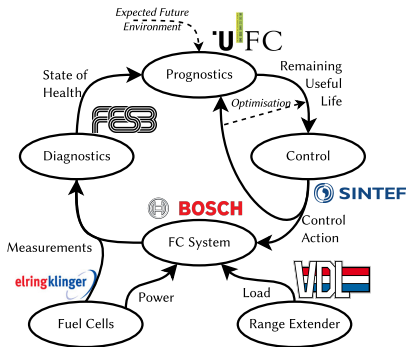 Expected Future
Environment
UFC
State of
Health
Prognostics
Remaining
Useful
Life
Optimisation
FESB
Diagnostics
Control
SINTEF
BOSCH
Control
Action
Measurements
FC System
elringklinger
VDL
Power
Load
Fuel Cells
Range Extender